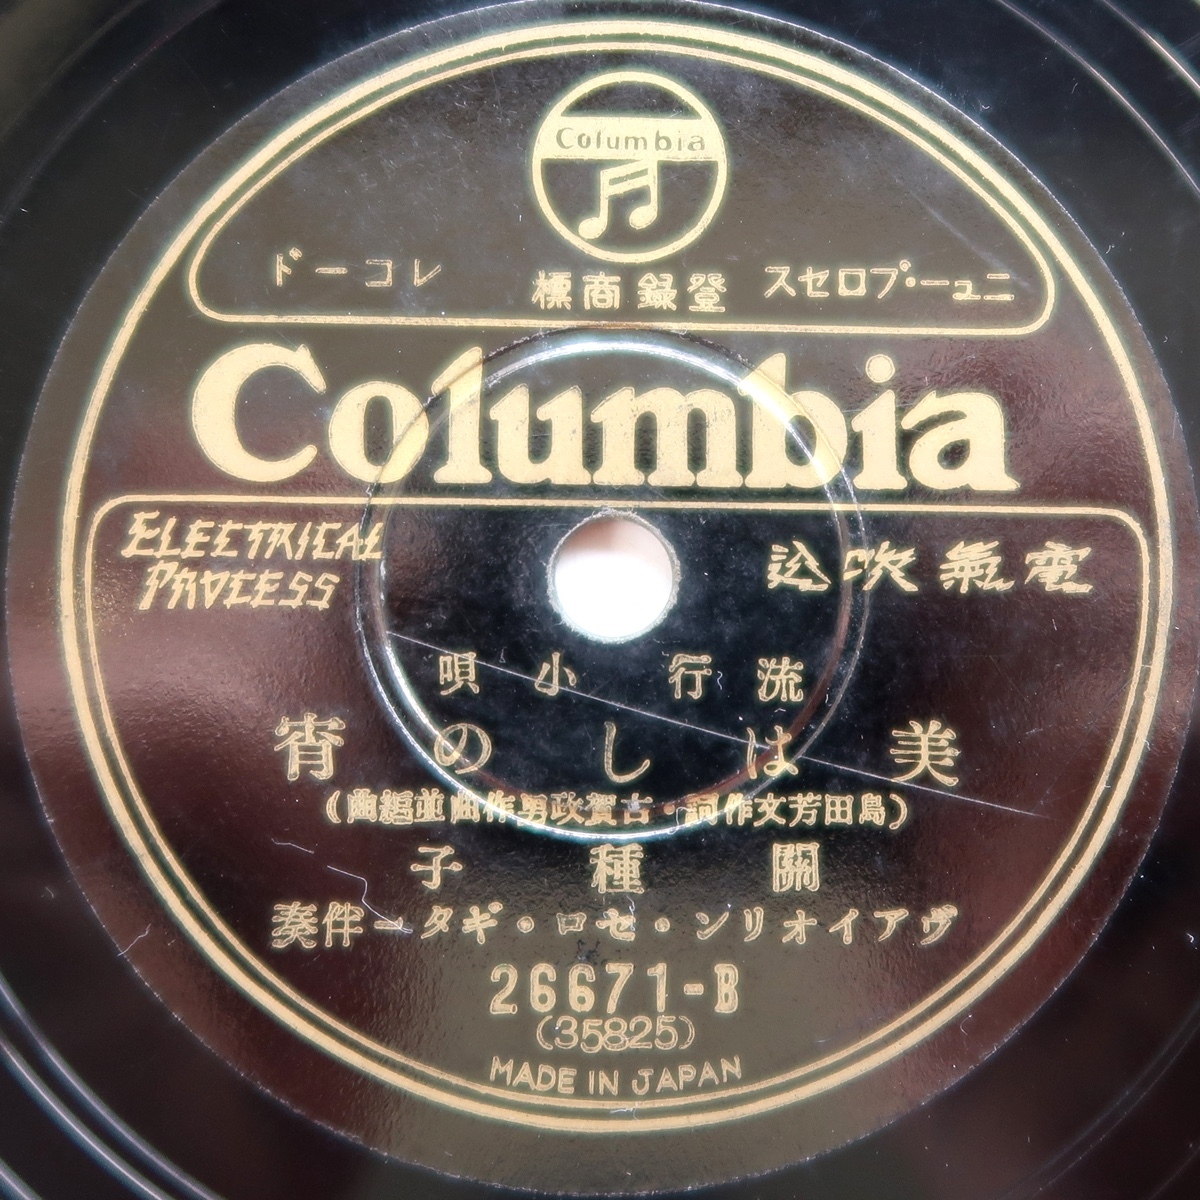 Columbia
ニュー・プロセス 登錄商標 レコード
Columbia
ELECTRICAL
PROCESS
電氣吹込
流行小唄
美はしの宵
(島田芳文作詞・古賀政男作曲並編曲)
關種子
ヴアイオリン・セロ・ギター伴奏
26671-B
(35825)
MADE IN JAPAN